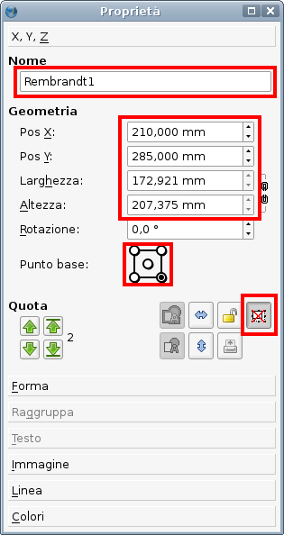 Proprietà
X, Y, Z
Nome
Rembrandt1
Geometria
Pos X: 210,000 mm
Pos Y: 285,000 mm
Larghezza: 172,921 mm
Altezza: 207,375 mm
Rotazione: 0,0 °
Punto base:
Quota
2
Forma
Raggruppa
Testo
Immagine
Linea
Colori